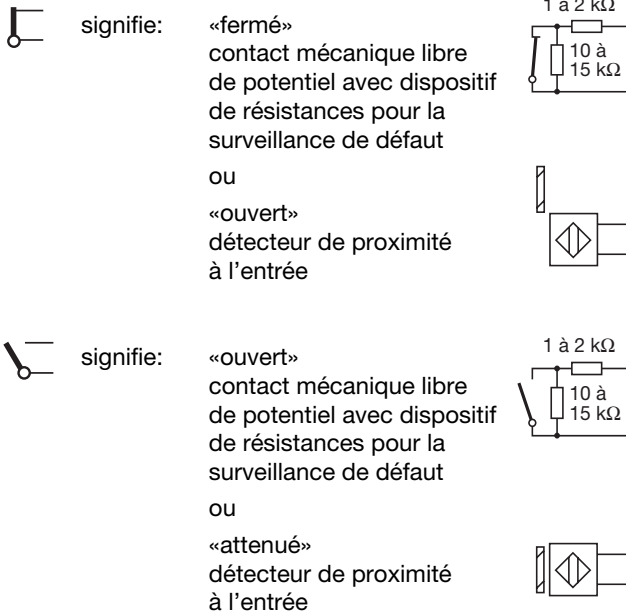 signifie:
«fermé»
contact mécanique libre
de potentiel avec dispositif
de résistances pour la
surveillance de défaut
ou
«ouvert»
détecteur de proximité
à l'entrée
1 à 2 kΩ
10 à
15 kΩ
signifie:
«ouvert»
contact mécanique libre
de potentiel avec dispositif
de résistances pour la
surveillance de défaut
ou
«attenué»
détecteur de proximité
à l'entrée
1 à 2 kΩ
10 à
15 kΩ